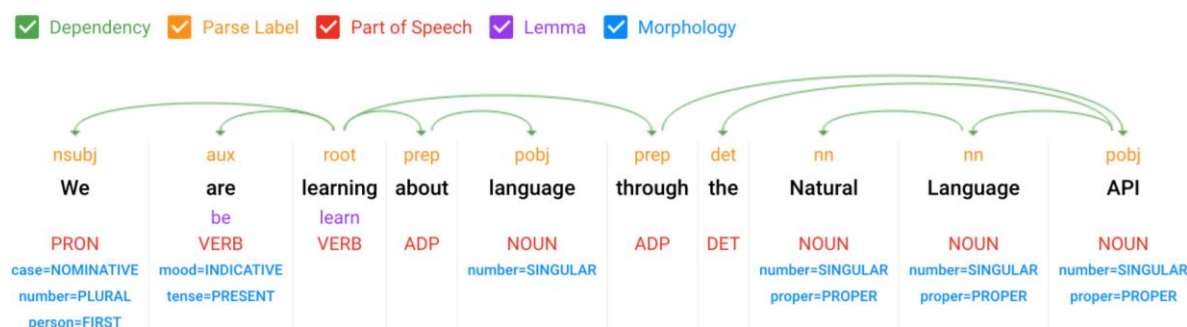 Dependency Parse Label Part of Speech Lemma Morphology
nsubj aux root prep pobj prep det nn nn pobj
We are learning about language through the Natural Language API
be learn
PRON VERB VERB ADP NOUN ADP DET NOUN NOUN NOUN
case=NOMINATIVE mood=INDICATIVE number=SINGULAR number=SINGULAR number=SINGULAR number=SINGULAR
number=PLURAL tense=PRESENT proper=PROPER proper=PROPER proper=PROPER
person=FIRST